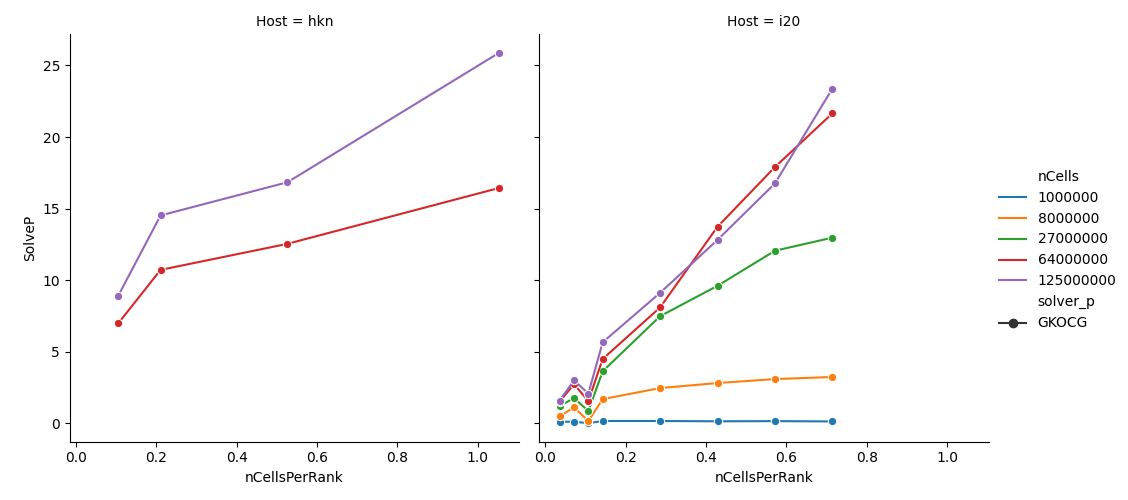 Host = hkn
Host = i20
SolveP
25
20
15
10
5
0
0.0 0.2 0.4 0.6 0.8 1.0
nCellsPerRank
0.0 0.2 0.4 0.6 0.8 1.0
nCellsPerRank
nCells
1000000
8000000
27000000
64000000
125000000
solver_p
GKOCG